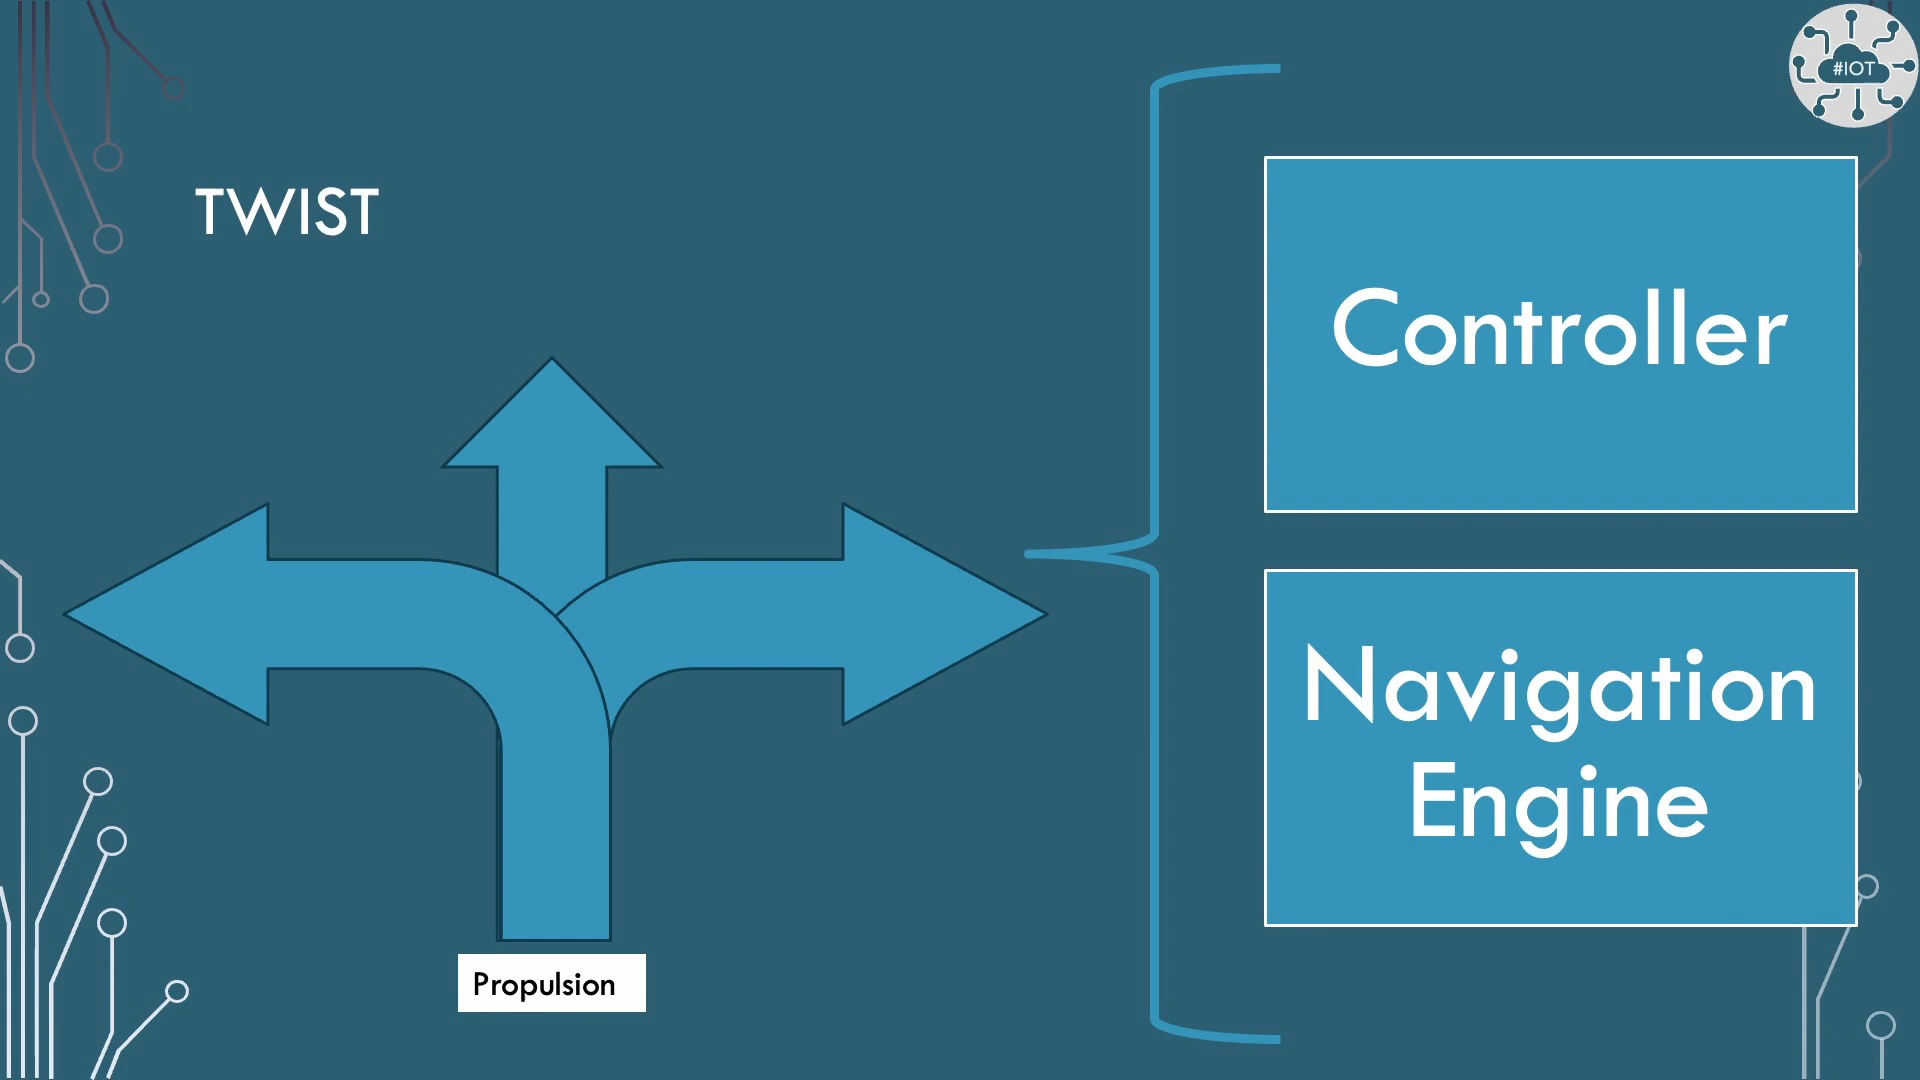 #IOT
TWIST
Controller
Navigation
Engine
Propulsion